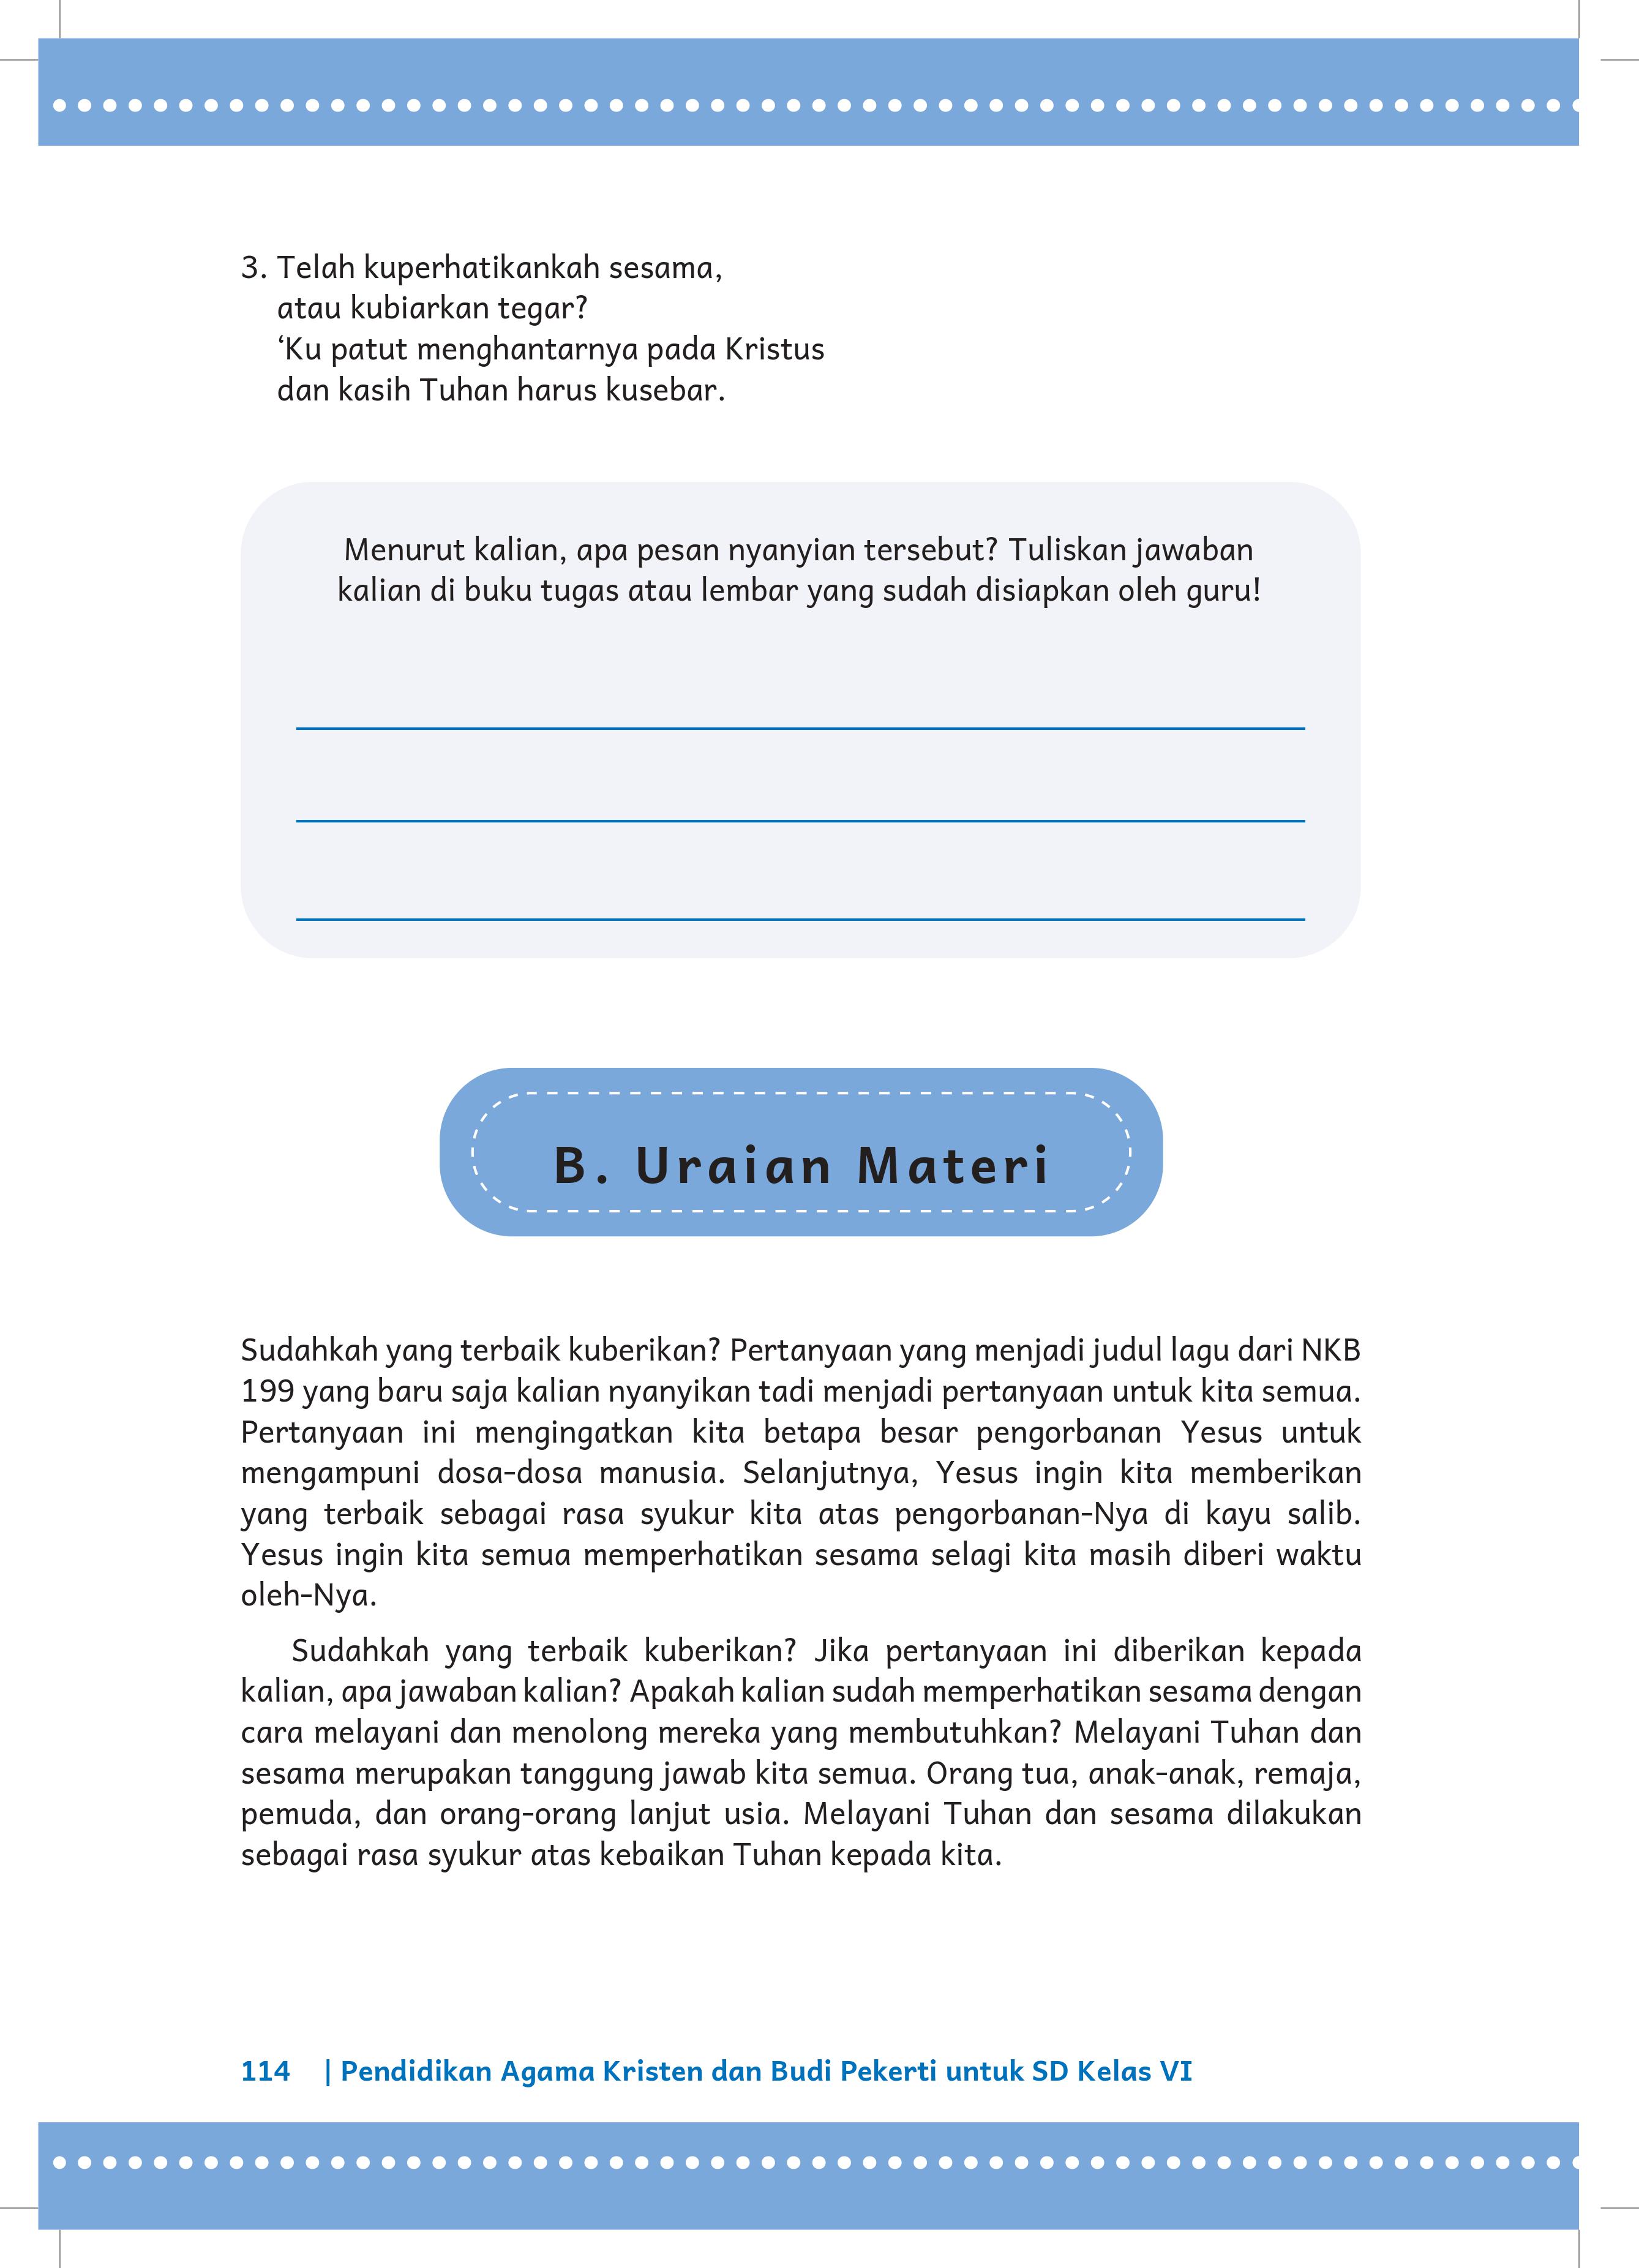 3. Telah kuperhatikankah sesama,
atau kubiarkan tegar?
‘Ku patut menghantarnya pada Kristus
dan kasih Tuhan harus kusebar.
Menurut kalian, apa pesan nyanyian tersebut? Tuliskan jawaban
kalian di buku tugas atau lembar yang sudah disiapkan oleh guru!
B. Uraian Materi
Sudahkah yang terbaik kuberikan? Pertanyaan yang menjadi judul lagu dari NKB
199 yang baru saja kalian nyanyikan tadi menjadi pertanyaan untuk kita semua.
Pertanyaan ini mengingatkan kita betapa besar pengorbanan Yesus untuk
mengampuni dosa-dosa manusia. Selanjutnya, Yesus ingin kita memberikan
yang terbaik sebagai rasa syukur kita atas pengorbanan-Nya di kayu salib.
Yesus ingin kita semua memperhatikan sesama selagi kita masih diberi waktu
oleh-Nya.
Sudahkah yang terbaik kuberikan? Jika pertanyaan ini diberikan kepada
kalian, apa jawaban kalian? Apakah kalian sudah memperhatikan sesama dengan
cara melayani dan menolong mereka yang membutuhkan? Melayani Tuhan dan
sesama merupakan tanggung jawab kita semua. Orang tua, anak-anak, remaja,
pemuda, dan orang-orang lanjut usia. Melayani Tuhan dan sesama dilakukan
sebagai rasa syukur atas kebaikan Tuhan kepada kita.
114 | Pendidikan Agama Kristen dan Budi Pekerti untuk SD Kelas VI